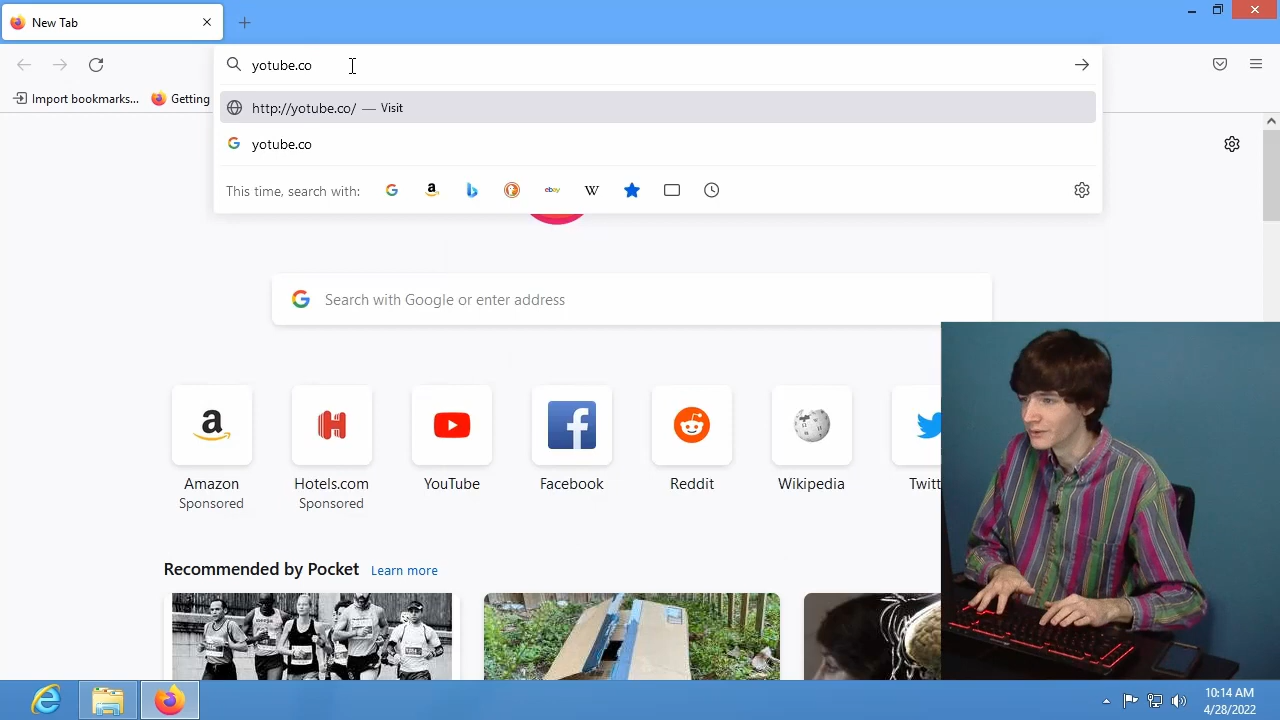 New Tab
yotube.co
Import bookmarks...
Getting
http://yotube.co/ — Visit
yotube.co
This time, search with:
a
ebay
W
Search with Google or enter address
Amazon
Sponsored
Hotels.com
Sponsored
YouTube
Facebook
Reddit
Wikipedia
Twitt
Recommended by Pocket
Learn more
10:14 AM
4/28/2022